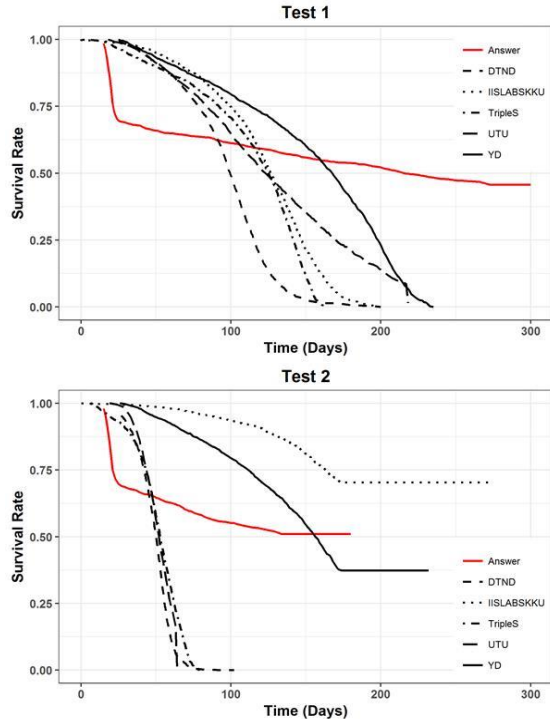 Test 1
Survival Rate
1.00
0.75
0.50
0.25
0.00
Answer
DTND
IISLABSKKU
TripleS
UTU
YD
0
100
200
300
Time (Days)
Test 2
Survival Rate
1.00
0.75
0.50
0.25
0.00
Answer
DTND
IISLABSKKU
TripleS
UTU
YD
0
100
200
300
Time (Days)